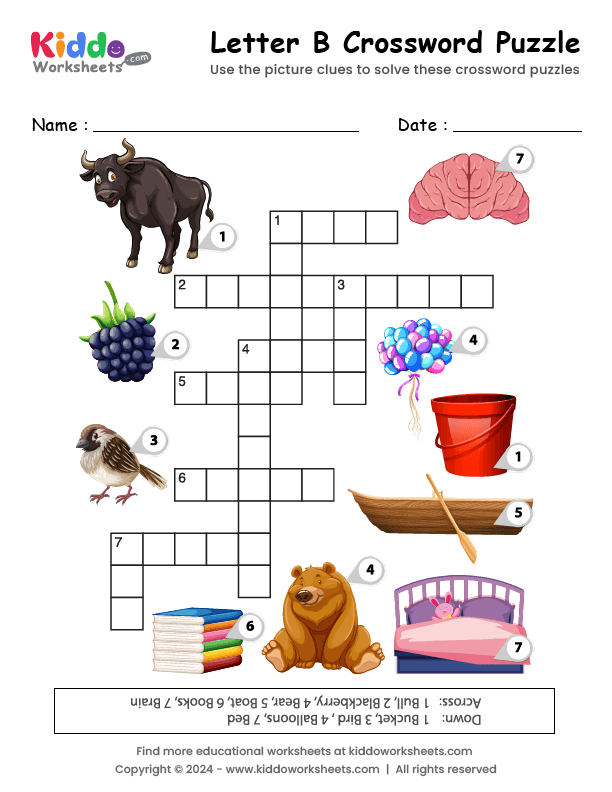 Kiddo
Worksheets.com
Letter B Crossword Puzzle
Use the picture clues to solve these crossword puzzles
Name :
Date :
7
1
1
2
3
2
4
4
5
3
1
6
5
7
4
6
7
Across: 1 Bull, 2 Blackberry, 4 Bear, 5 Boat, 6 Books, 7 Brain
Down: 1 Bucket, 3 Bird , 4 Balloons, 7 Bed
Find more educational worksheets at kiddoworksheets.com
Copyright © 2024 - www.kiddoworksheets.com | All rights reserved